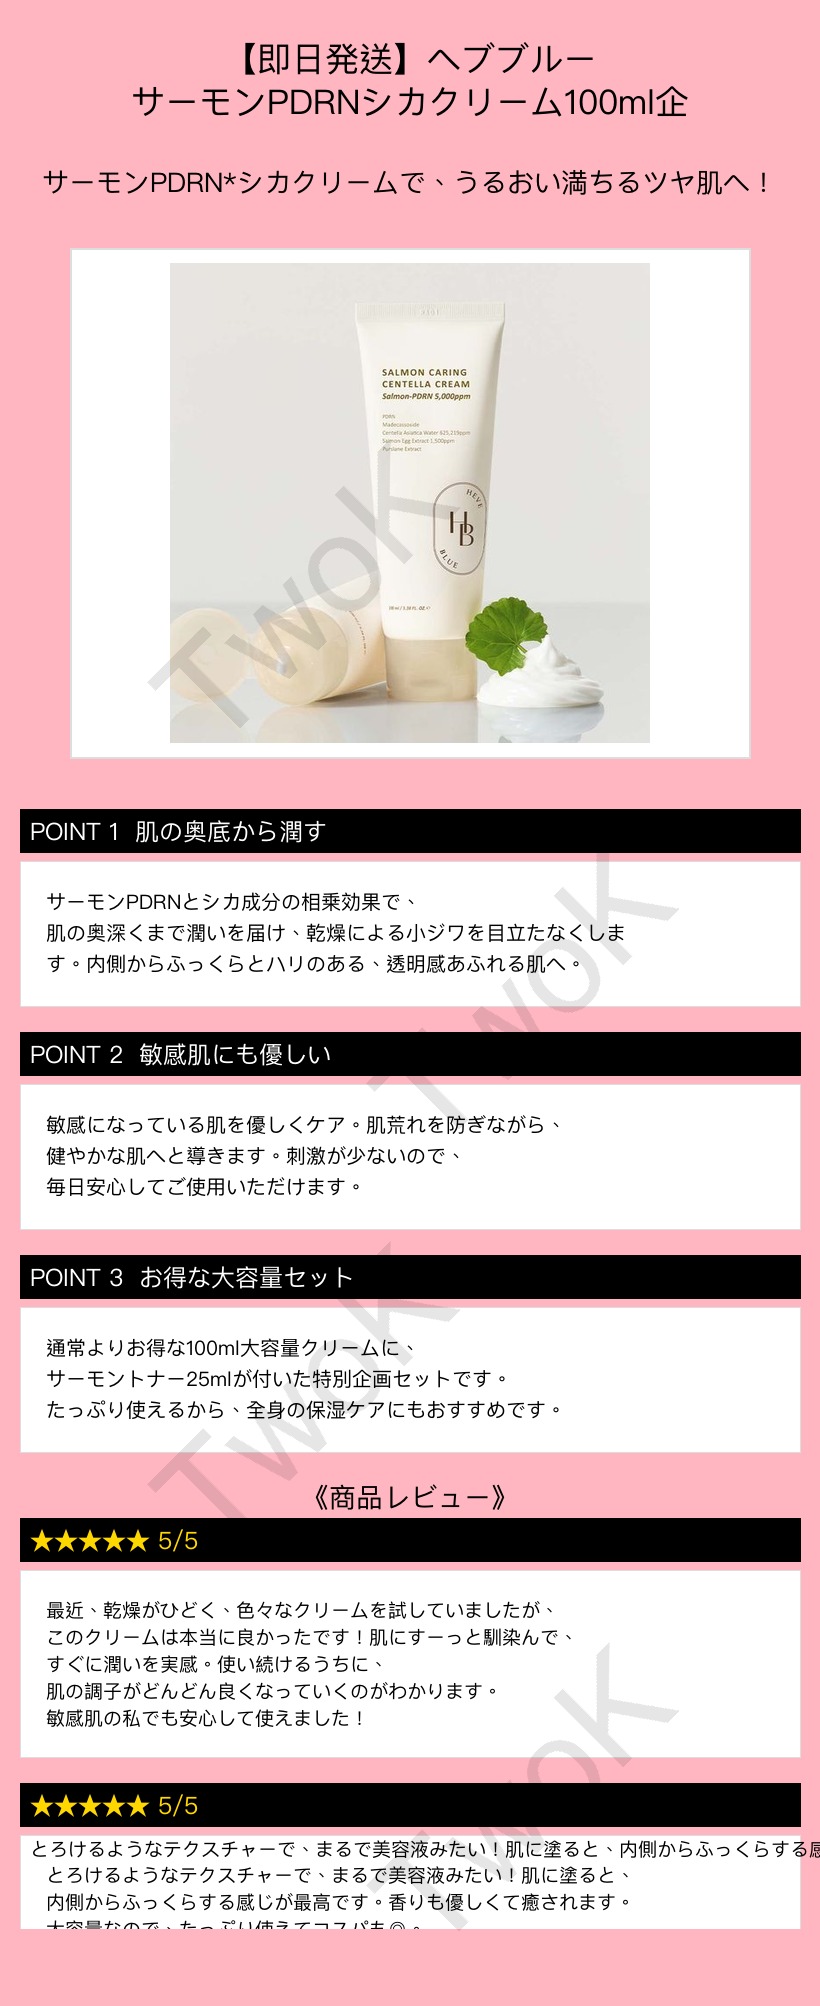 【即日発送】ヘブブルー
サーモンPDRNシカクリーム100ml企
サーモンPDRN*シカクリームで、うるおい満ちるツヤ肌へ！
SALMON CARING
CENTELLA CREAM
Salmon-PDRN 5,000ppm
PDRN
Madecassoside
Centella Asiatica Water 625,219ppm
Salmon Egg Extract 1,500ppm
Purslane Extract
HEVE
HB
BLUE
TwoK
POINT 1 肌の奥底から潤す
サーモンPDRNとシカ成分の相乗効果で、
肌の奥深くまで潤いを届け、乾燥による小ジワを目立たなくしま
す。内側からふっくらとハリのある、透明感あふれる肌へ。
TwoK
POINT 2 敏感肌にも優しい
敏感になっている肌を優しくケア。肌荒れを防ぎながら、
健やかな肌へと導きます。刺激が少ないので、
毎日安心してご使用いただけます。
POINT 3 お得な大容量セット
通常よりお得な100ml大容量クリームに、
サーモントナー25mlが付いた特別企画セットです。
たっぷり使えるから、全身の保湿ケアにもおすすめです。
TwoK
《商品レビュー》
★★★★★ 5/5
最近、乾燥がひどく、色々なクリームを試していましたが、
このクリームは本当に良かったです！肌にすーっと馴染んで、
すぐに潤いを実感。使い続けるうちに、
肌の調子がどんどん良くなっていくのがわかります。
敏感肌の私でも安心して使えました！
TwoK
★★★★★ 5/5
とろけるようなテクスチャーで、まるで美容液みたい！肌に塗ると、内側からふっくらする感
とろけるようなテクスチャーで、まるで美容液みたい！肌に塗ると、
内側からふっくらする感じが最高です。香りも優しくて癒されます。
大容量なので、たっぷり使えてコスパも◎。